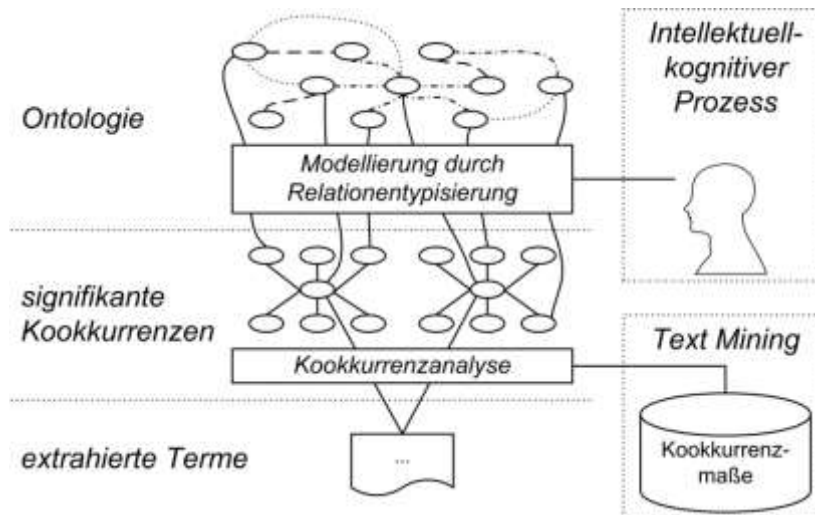 Intellektuell-
kognitiver
Prozess
Ontologie
Modellierung durch
Relationentypisierung
signifikante
Kookkurrenzen
Text Mining
Kookkurrenzanalyse
Kookkurrenz-
maße
extrahierte Terme
...